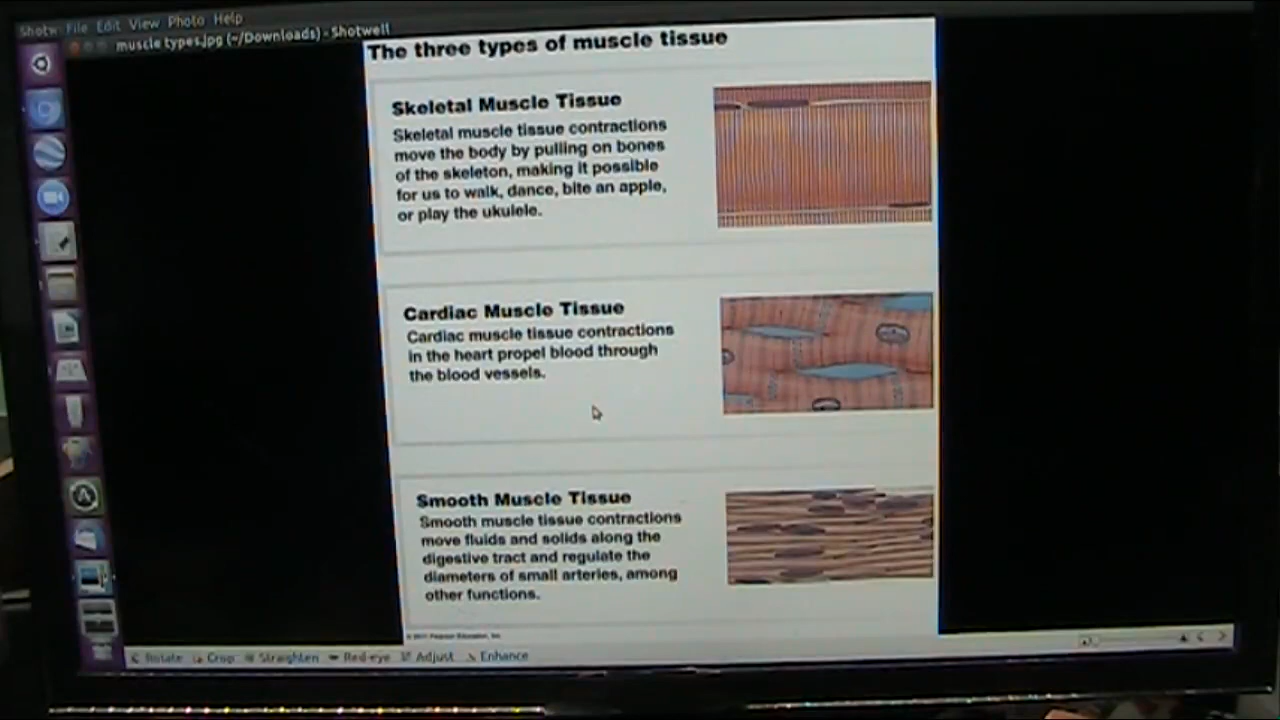 Shotw File Edit View Photo Help
muscle types.jpg (~/Downloads) - Shotwell
The three types of muscle tissue
Skeletal Muscle Tissue
Skeletal muscle tissue contractions
move the body by pulling on bones
of the skeleton, making it possible
for us to walk, dance, bite an apple,
or play the ukulele.
Cardiac Muscle Tissue
Cardiac muscle tissue contractions
in the heart propel blood through
the blood vessels.
Smooth Muscle Tissue
Smooth muscle tissue contractions
move fluids and solids along the
digestive tract and regulate the
diameters of small arteries, among
other functions.
© 2011 Pearson Education, Inc.
Rotate Crop Straighten Red-eye Adjust Enhance